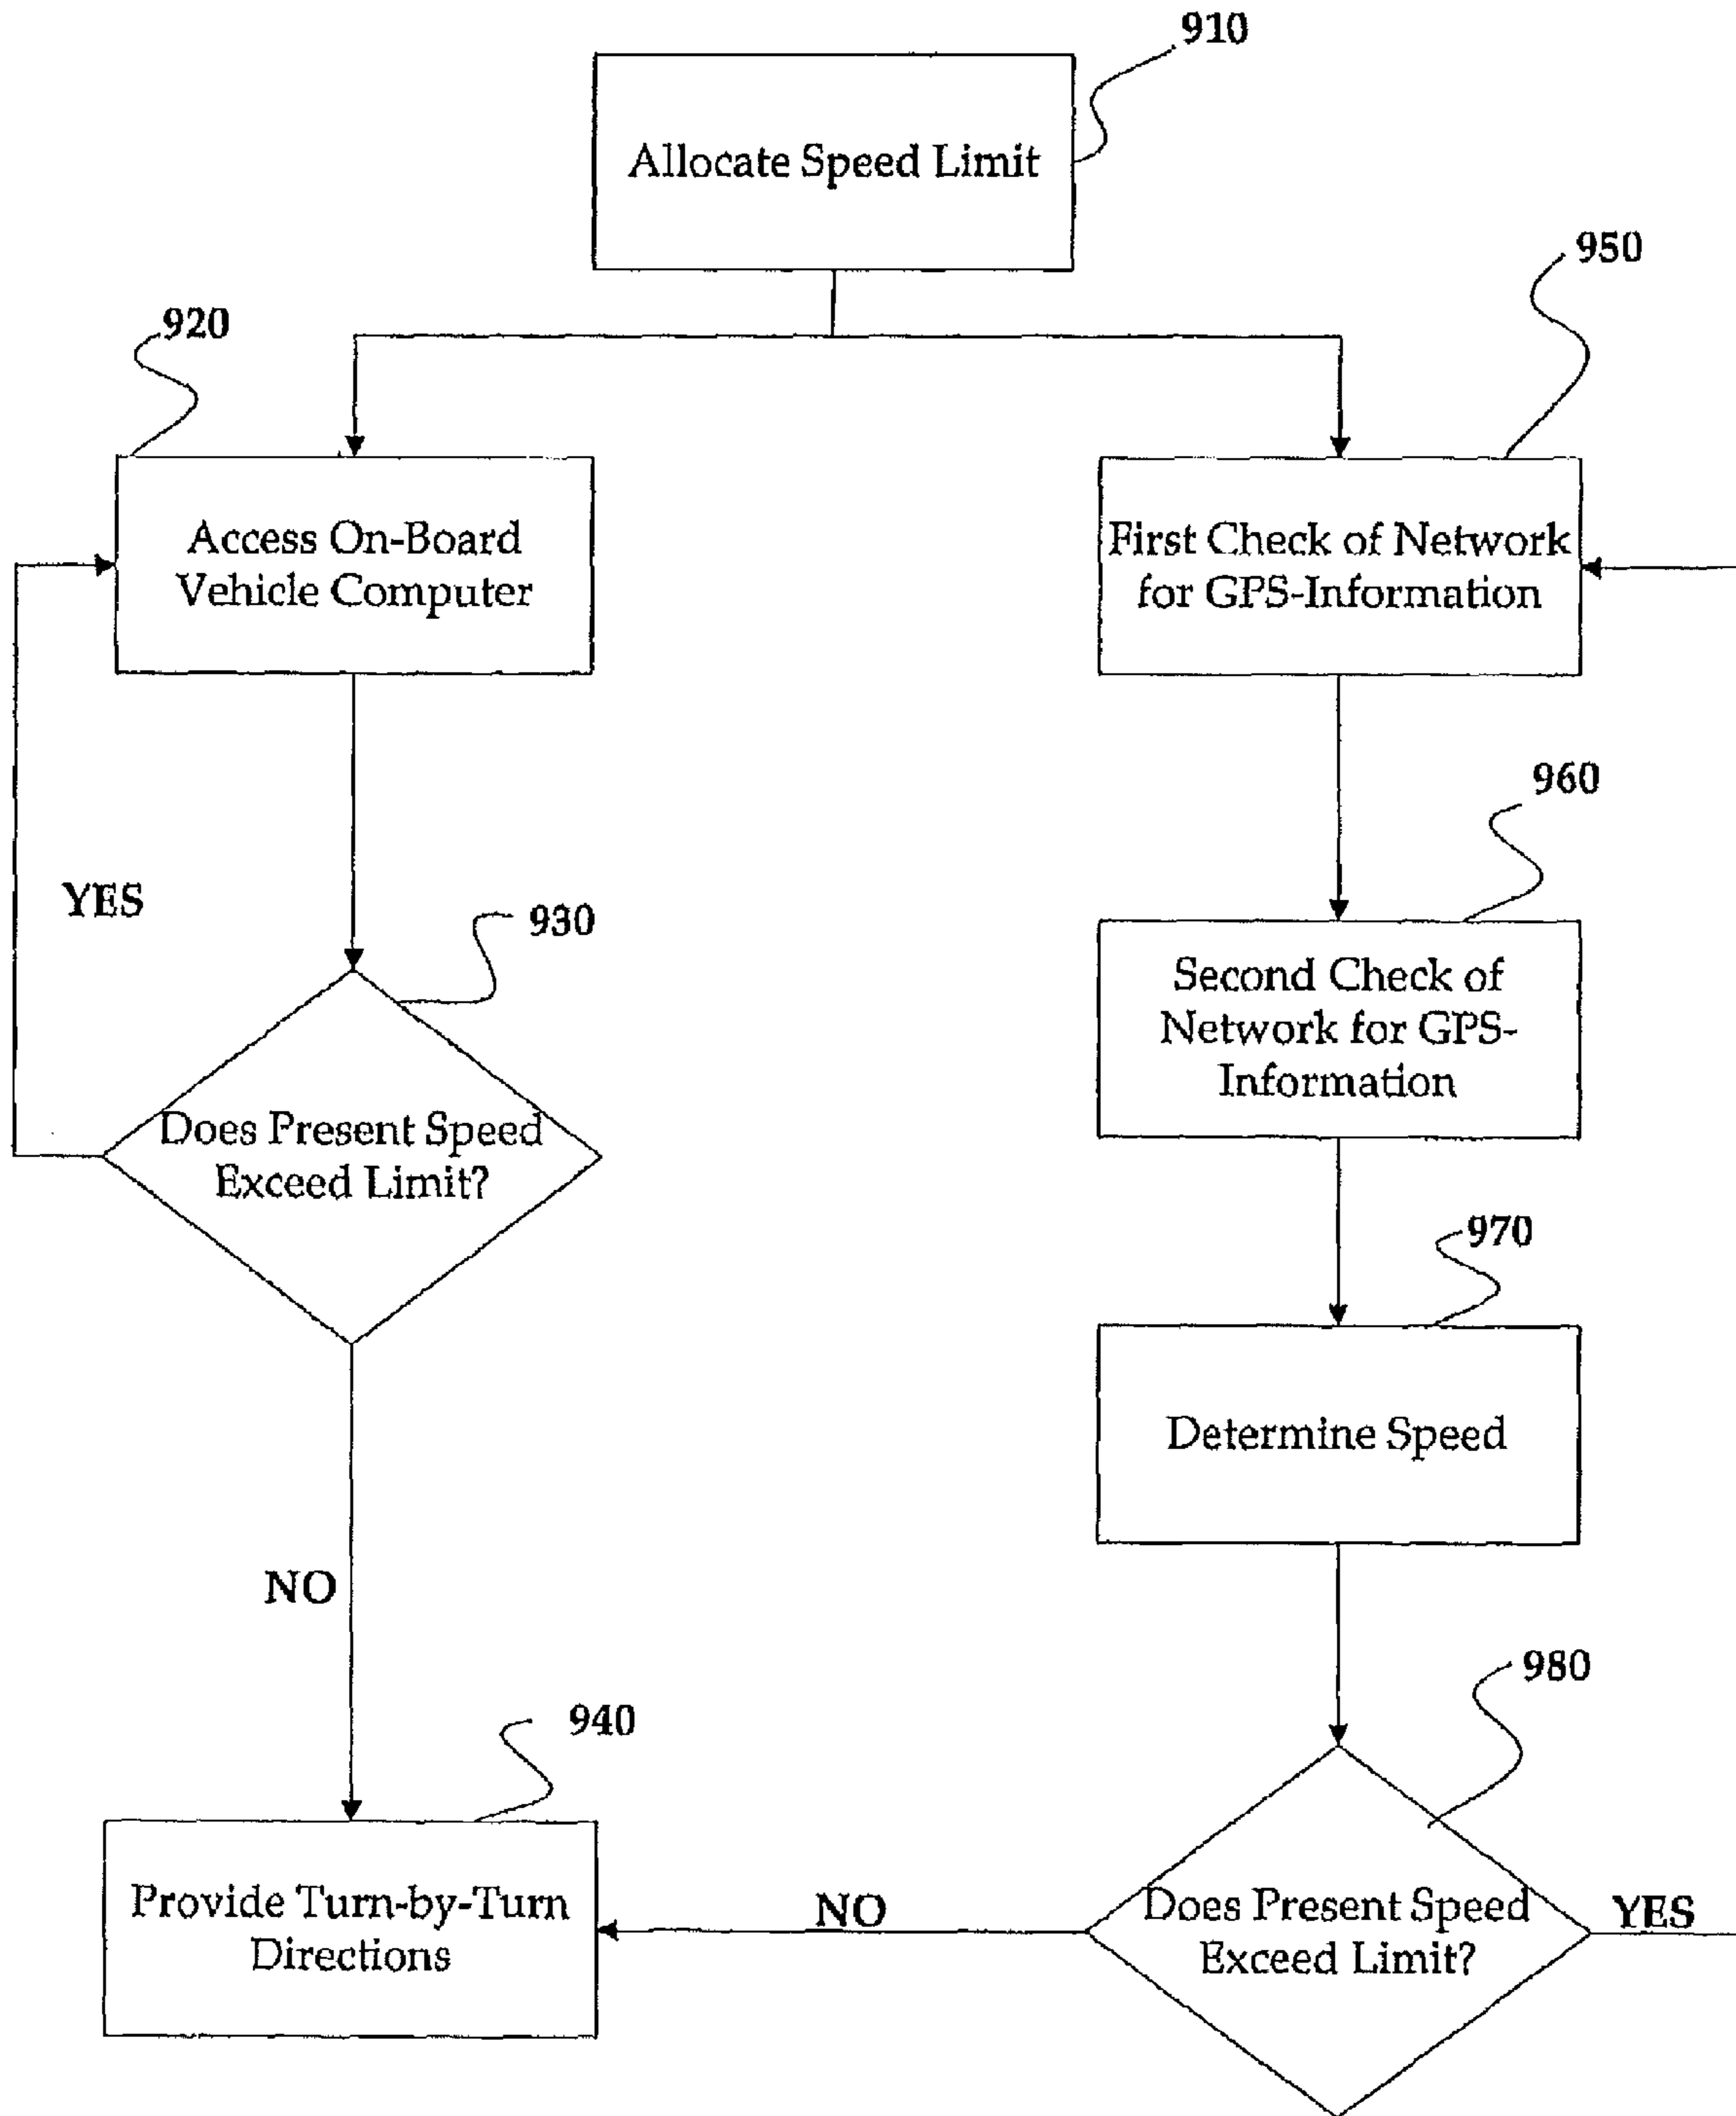 910
Allocate Speed Limit
950
920
Access On-Board
Vehicle Computer
First Check of Network
for GPS-Information
960
YES
930
Second Check of
Network for GPS-
Information
Does Present Speed
Exceed Limit?
970
Determine Speed
NO
980
940
Provide Turn-by-Turn
Directions
NO
Does Present Speed
Exceed Limit?
YES